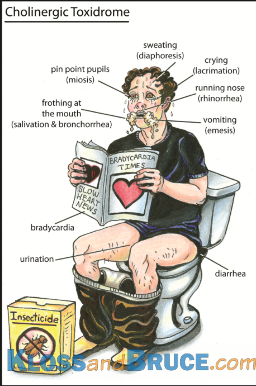 Cholinergic Toxidrome
sweating
(diaphoresis)
crying
(lacrimation)
pin point pupils
(miosis)
running nose
(rhinorrhea)
frothing at
the mouth
(salivation & bronchorrhea)
vomiting
(emesis)
BRADYCARDIA
TIMES
SLOW
HEART
NEWS
bradycardia
urination
diarrhea
Insecticide
KLOSSandBRUCE.com